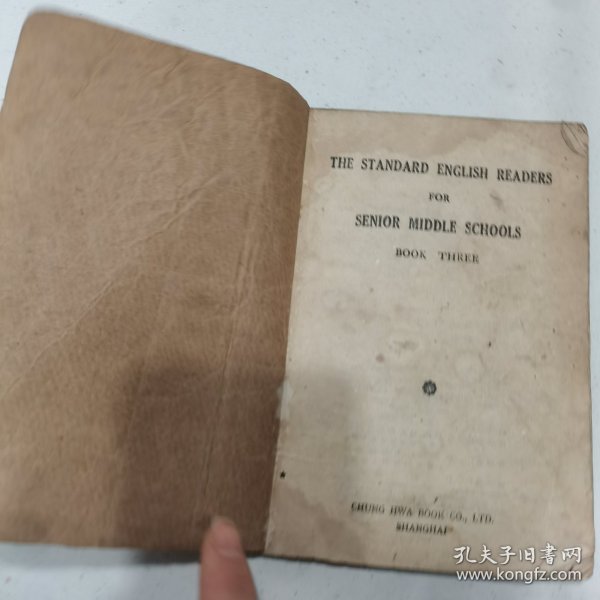 THE STANDARD ENGLISH READERS
FOR
SENIOR MIDDLE SCHOOLS
BOOK THREE
CHUNG HWA BOOK CO., LTD.
SHANGHAI
孔夫子旧书网
www.kongfz.com